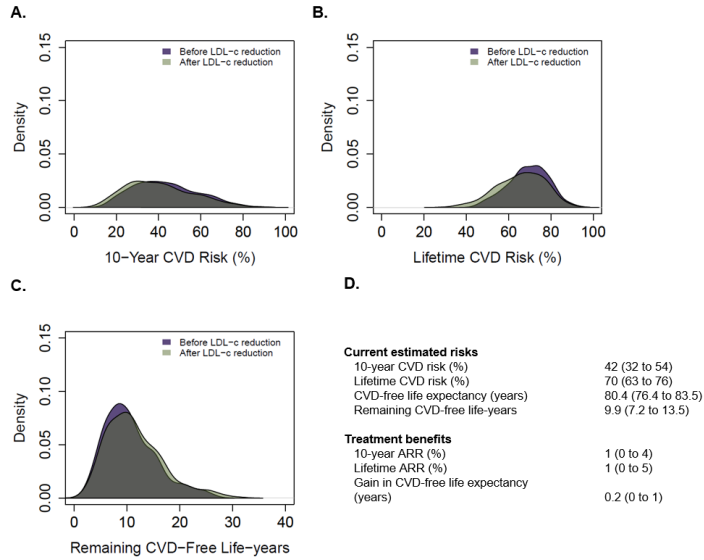 A.
Before LDL-c reduction
After LDL-c reduction
Density
0.00
0.05
0.10
0.15
0 20 40 60 80 100
10-Year CVD Risk (%)
B.
Before LDL-c reduction
After LDL-c reduction
Density
0.00
0.05
0.10
0.15
0 20 40 60 80 100
Lifetime CVD Risk (%)
C.
Before LDL-c reduction
After LDL-c reduction
Density
0.00
0.05
0.10
0.15
0 10 20 30 40
Remaining CVD-Free Life-years
D.
Current estimated risks
10-year CVD risk (%) 42 (32 to 54)
Lifetime CVD risk (%) 70 (63 to 76)
CVD-free life expectancy (years) 80.4 (76.4 to 83.5)
Remaining CVD-free life-years 9.9 (7.2 to 13.5)
Treatment benefits
10-year ARR (%) 1 (0 to 4)
Lifetime ARR (%) 1 (0 to 5)
Gain in CVD-free life expectancy
(years) 0.2 (0 to 1)